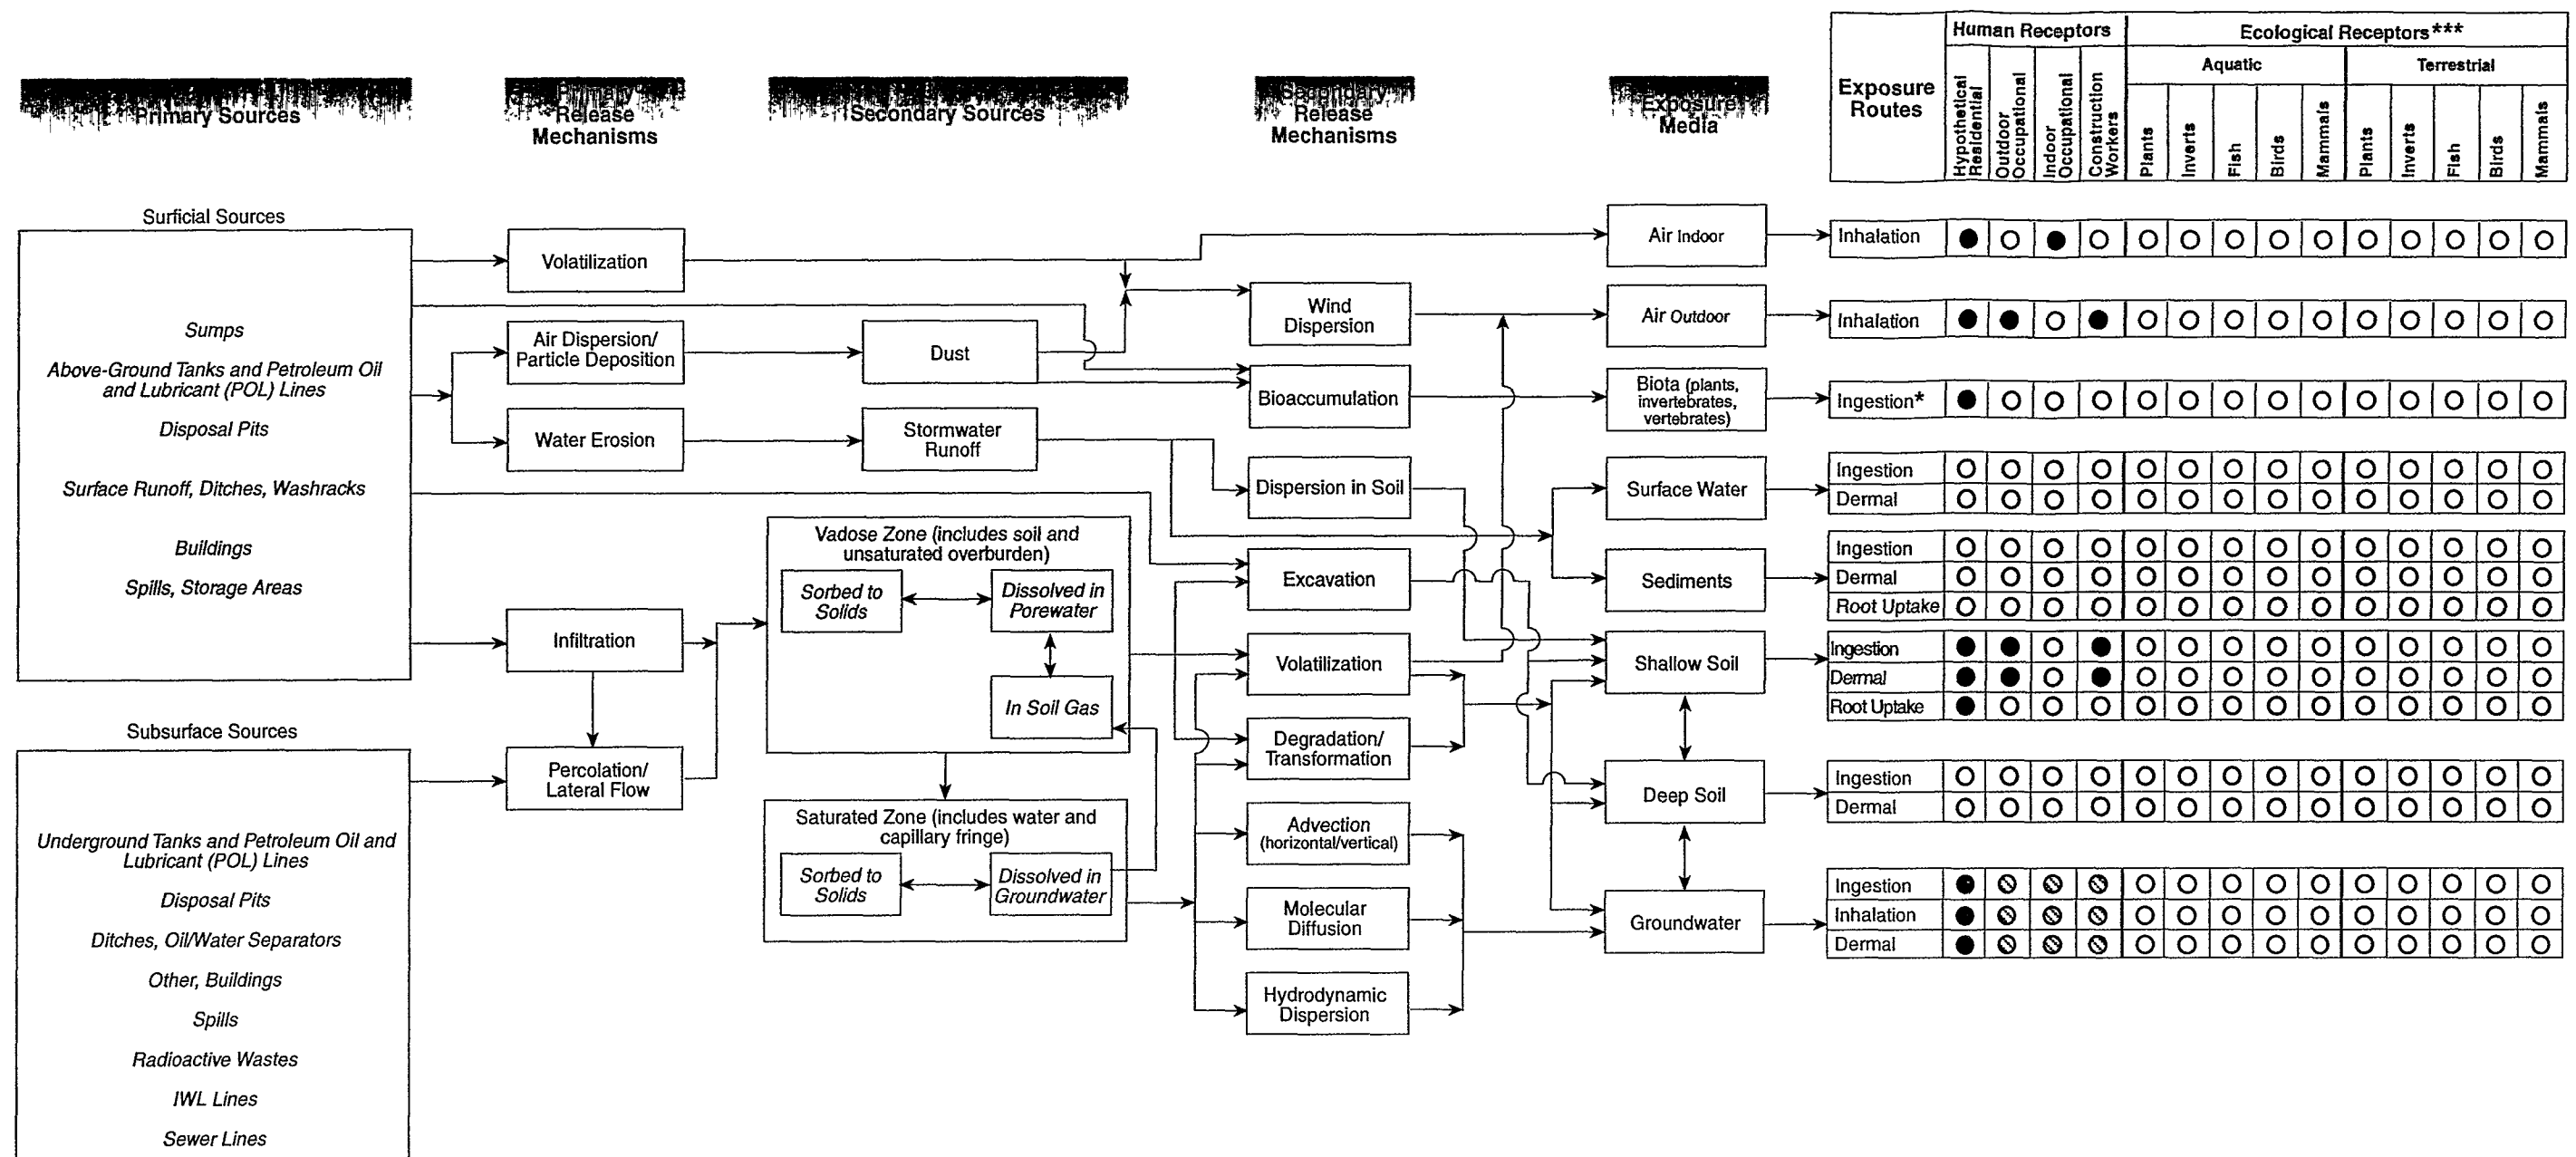 Primary Sources
Primary
Release
Mechanisms
Secondary Sources
Secondary
Release
Mechanisms
Exposure
Media
Exposure
Routes
Human Receptors
Ecological Receptors***
Aquatic
Terrestrial
Hypothetical
Residential
Outdoor
Occupational
Indoor
Occupational
Construction
Workers
Plants
Inverts
Fish
Birds
Mammals
Plants
Inverts
Fish
Birds
Mammals
Surficial Sources
Sumps
Above-Ground Tanks and Petroleum Oil
and Lubricant (POL) Lines
Disposal Pits
Surface Runoff, Ditches, Washracks
Buildings
Spills, Storage Areas
Subsurface Sources
Underground Tanks and Petroleum Oil and
Lubricant (POL) Lines
Disposal Pits
Ditches, Oil/Water Separators
Other, Buildings
Spills
Radioactive Wastes
IWL Lines
Sewer Lines
Volatilization
Air Dispersion/
Particle Deposition
Water Erosion
Infiltration
Percolation/
Lateral Flow
Dust
Stormwater
Runoff
Vadose Zone (includes soil and
unsaturated overburden)
Sorbed to
Solids
Dissolved in
Porewater
In Soil Gas
Saturated Zone (includes water and
capillary fringe)
Sorbed to
Solids
Dissolved in
Groundwater
Wind
Dispersion
Bioaccumulation
Dispersion in Soil
Excavation
Volatilization
Degradation/
Transformation
Advection
(horizontal/vertical)
Molecular
Diffusion
Hydrodynamic
Dispersion
Air Indoor
Air Outdoor
Biota (plants,
invertebrates,
vertebrates)
Surface Water
Sediments
Shallow Soil
Deep Soil
Groundwater
Inhalation
Inhalation
Ingestion*
Ingestion
Dermal
Ingestion
Dermal
Root Uptake
Ingestion
Dermal
Root Uptake
Ingestion
Dermal
Ingestion
Inhalation
Dermal